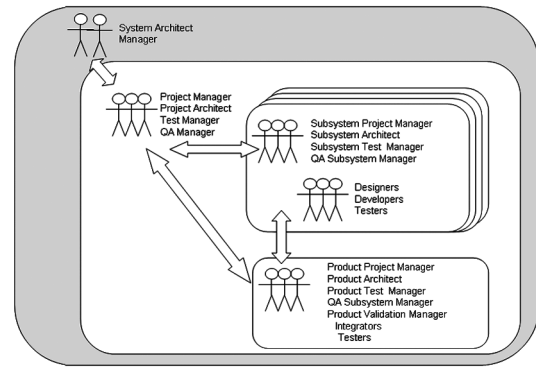 System Architect
Manager
Project Manager
Project Architect
Test Manager
QA Manager
Subsystem Project Manager
Subsystem Architect
Subsystem Test Manager
QA Subsystem Manager
Designers
Developers
Testers
Product Project Manager
Product Architect
Product Test Manager
QA Subsystem Manager
Product Validation Manager
Integrators
Testers